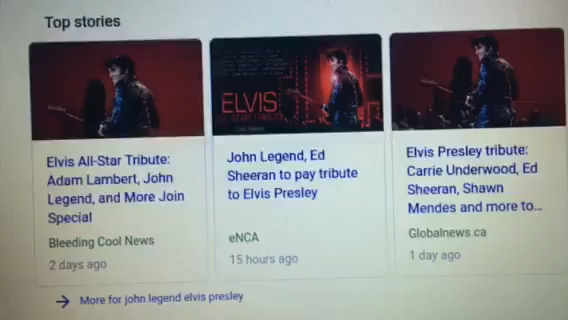 Top stories
ELVIS
Elvis All-Star Tribute:
Adam Lambert, John
Legend, and More Join
Special
Bleeding Cool News
2 days ago
John Legend, Ed
Sheeran to pay tribute
to Elvis Presley
eNCA
15 hours ago
Elvis Presley tribute:
Carrie Underwood, Ed
Sheeran, Shawn
Mendes and more to...
Globalnews.ca
1 day ago
More for john legend elvis presley